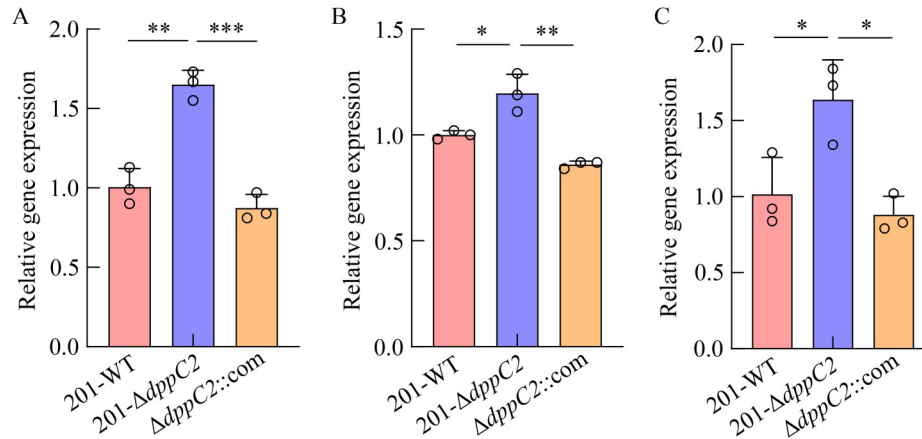 A
Relative gene expression
2.0
1.5
1.0
0.5
0.0
** ***
201-WT
201-ΔdppC2
ΔdppC2::com
B
Relative gene expression
1.5
1.0
0.5
0.0
* **
201-WT
201-ΔdppC2
ΔdppC2::com
C
Relative gene expression
2.0
1.5
1.0
0.5
0.0
* *
201-WT
201-ΔdppC2
ΔdppC2::com